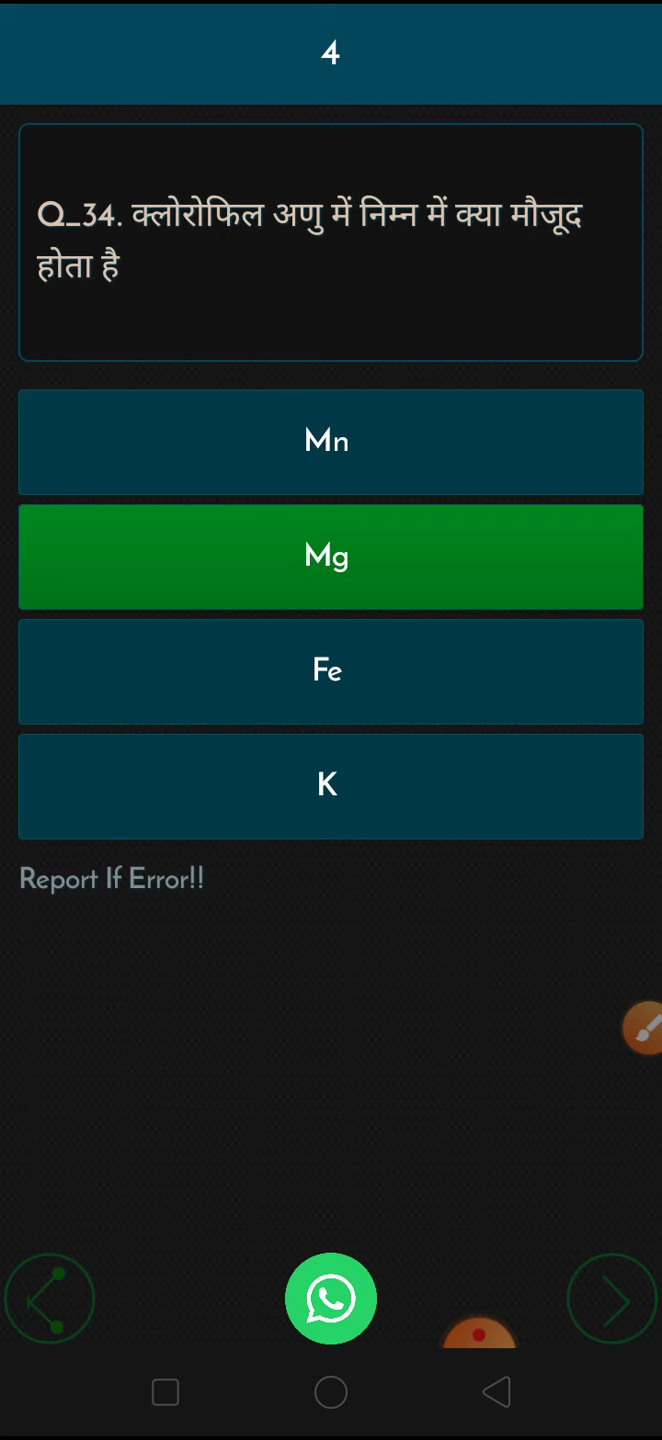 4
Q_34. क्लोरोफिल अणु में निम्न में क्या मौजूद
होता है
Mn
Mg
Fe
K
Report If Error!!